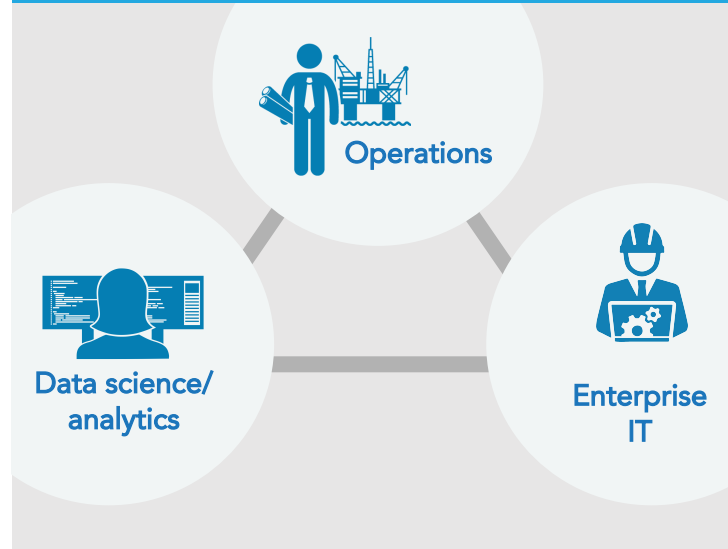 Operations
Data science/
analytics
Enterprise
IT